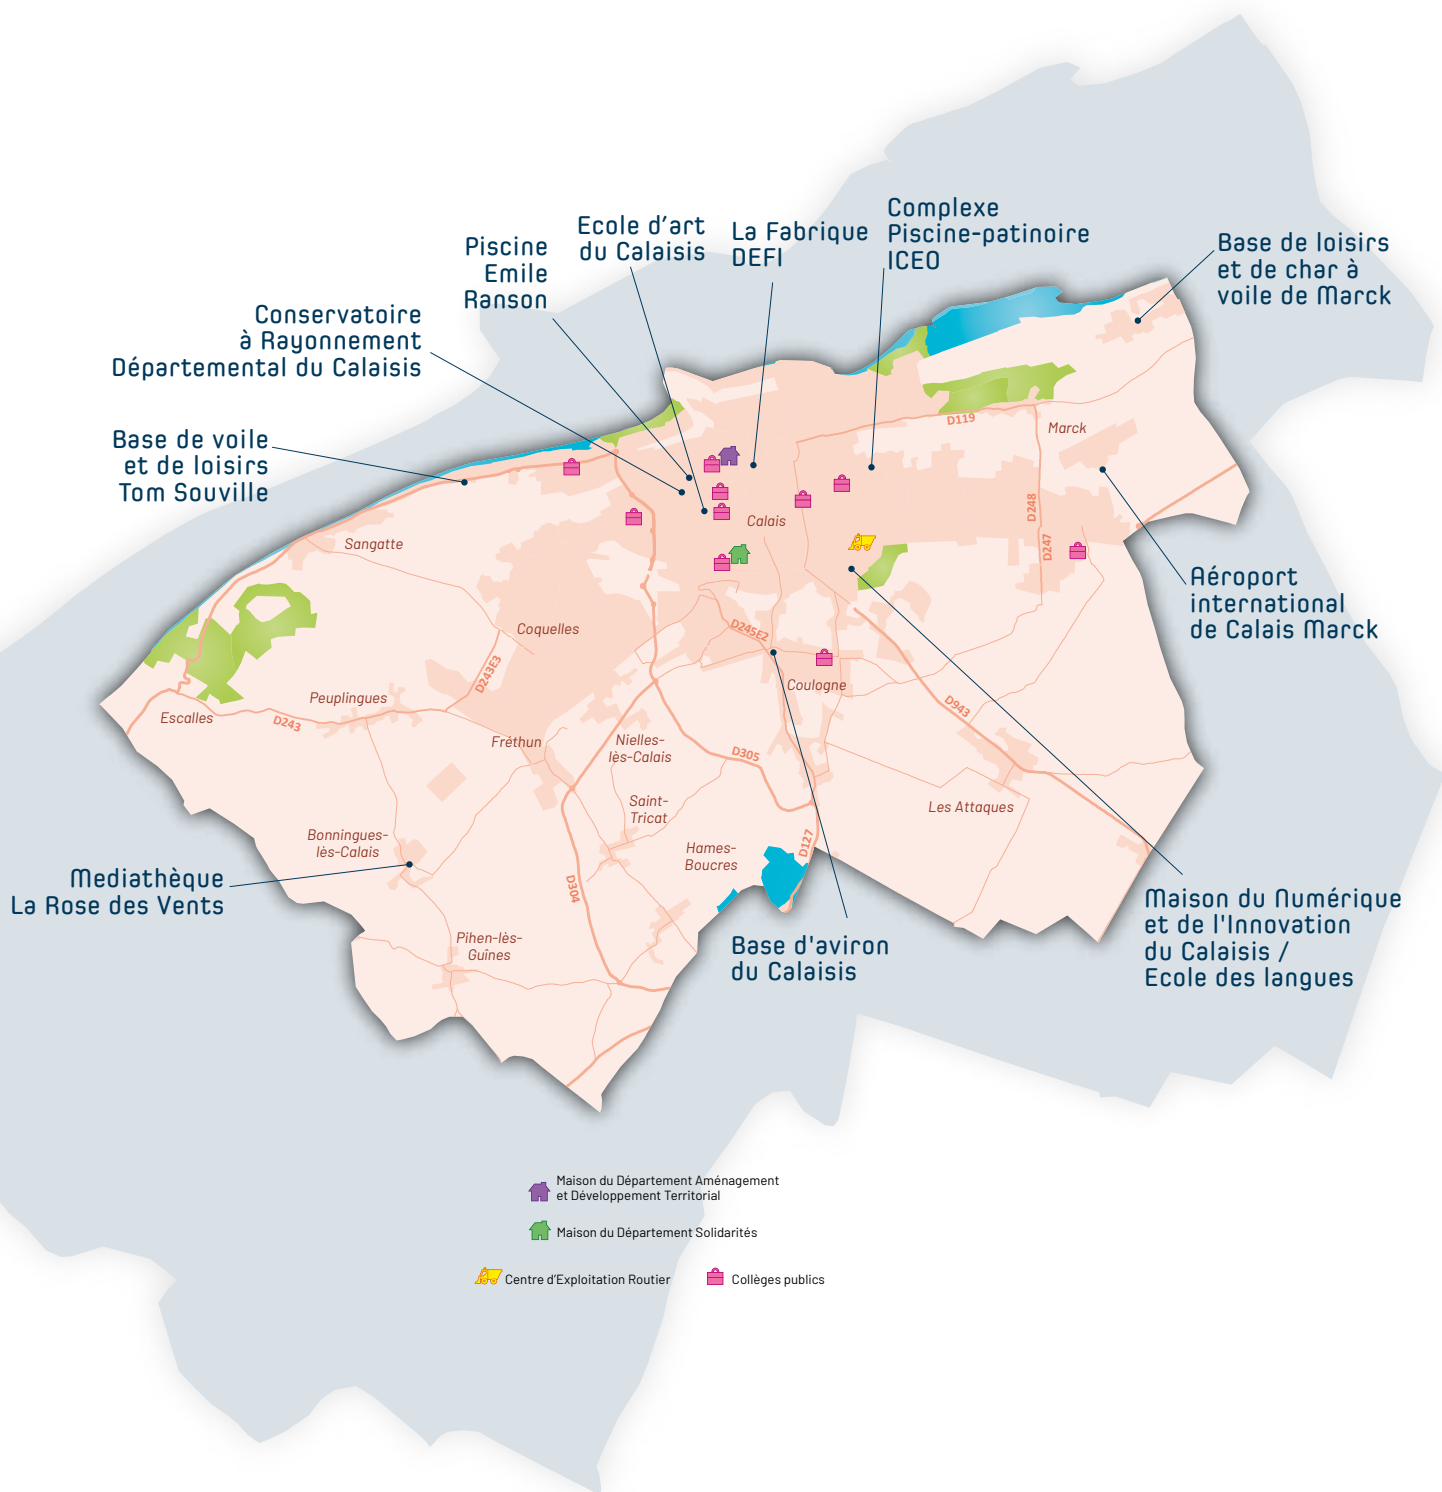 Complexe
Piscine-patinoire
ICEO
Ecole d'art
du Calaisis
La Fabrique
DEFI
Piscine
Emile
Ranson
Base de loisirs
et de char à
voile de Marck
Conservatoire
à Rayonnement
Départemental du Calaisis
Base de voile
et de loisirs
Tom Souville
D119
Marck
Calais
D248
D247
Sangatte
Aéroport
international
de Calais Marck
Coquelles
D245E2
D243E3
Coulogne
Peuplingues
Escalles
D243
D943
Fréthun
Nielles-
lès-Calais
D305
Saint-
Tricat
Les Attaques
Bonningues-
lès-Calais
Hames-
Boucres
D127
D304
Mediathèque
La Rose des Vents
Maison du Numérique
et de l'Innovation
du Calaisis /
Ecole des langues
Pihen-lès-
Guînes
Base d'aviron
du Calaisis
Maison du Département Aménagement
et Développement Territorial
Maison du Département Solidarités
Centre d'Exploitation Routier
Collèges publics